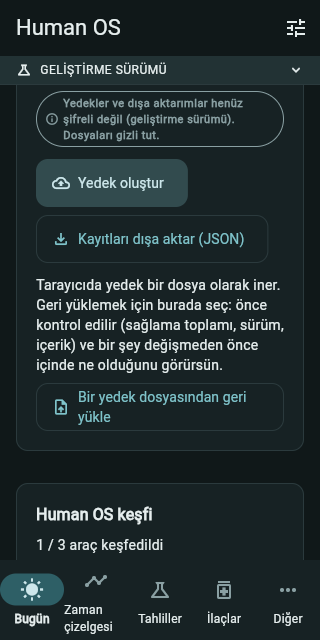 Human OS
GELİŞTİRME SÜRÜMÜ
Yedekler ve dışa aktarımlar henüz
şifreli değil (geliştirme sürümü).
Dosyaları gizli tut.
Yedek oluştur
Kayıtları dışa aktar (JSON)
Tarayıcıda yedek bir dosya olarak iner.
Geri yüklemek için burada seç: önce
kontrol edilir (sağlama toplamı, sürüm,
içerik) ve bir şey değişmeden önce
içinde ne olduğunu görürsün.
Bir yedek dosyasından geri
yükle
Human OS keşfi
1 / 3 araç keşfedildi
Bugün
Zaman
çizelgesi
Tahliller
İlaçlar
Diğer